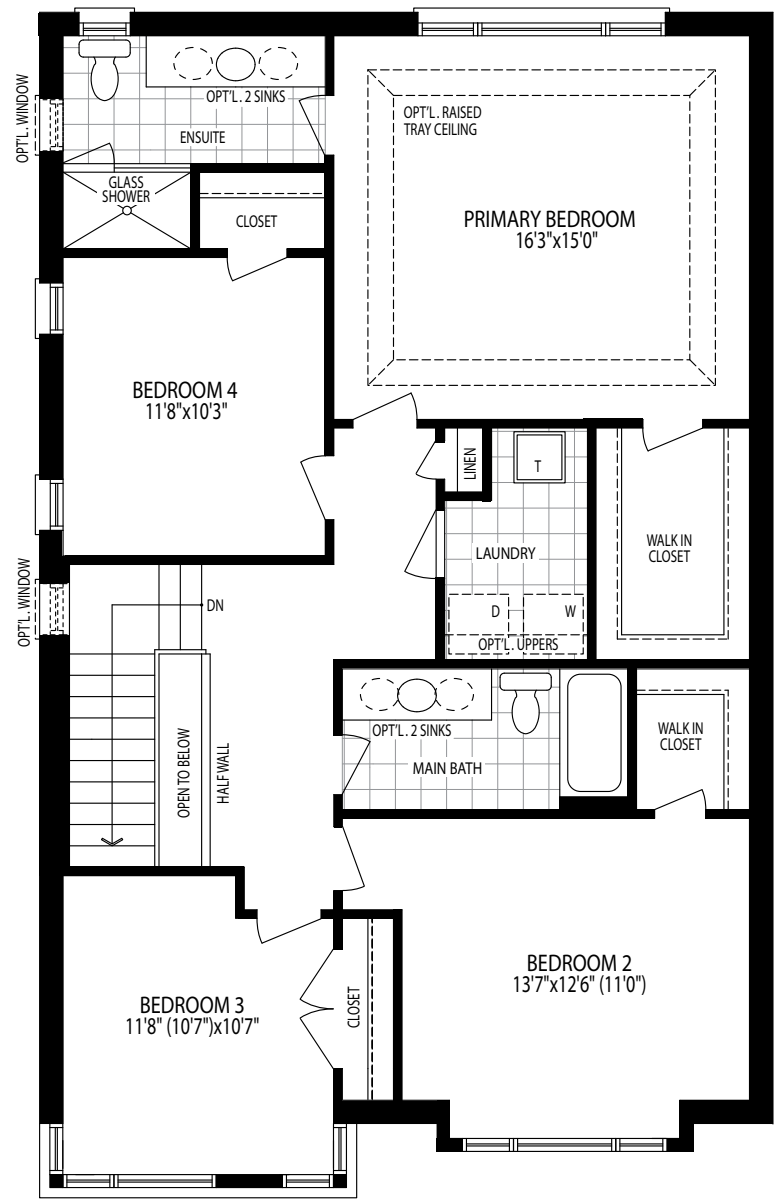 OPT'L. WINDOW
OPT'L. 2 SINKS
ENSUITE
OPT'L. RAISED
TRAY CEILING
GLASS
SHOWER
CLOSET
PRIMARY BEDROOM
16'3"x15'0"
BEDROOM 4
11'8"x10'3"
LINEN
T
LAUNDRY
WALK IN
CLOSET
OPT'L. WINDOW
DN
D
W
OPT'L. UPPERS
OPT'L. 2 SINKS
MAIN BATH
WALK IN
CLOSET
OPEN TO BELOW
HALF WALL
BEDROOM 2
13'7"x12'6" (11'0")
BEDROOM 3
11'8" (10'7")x10'7"
CLOSET